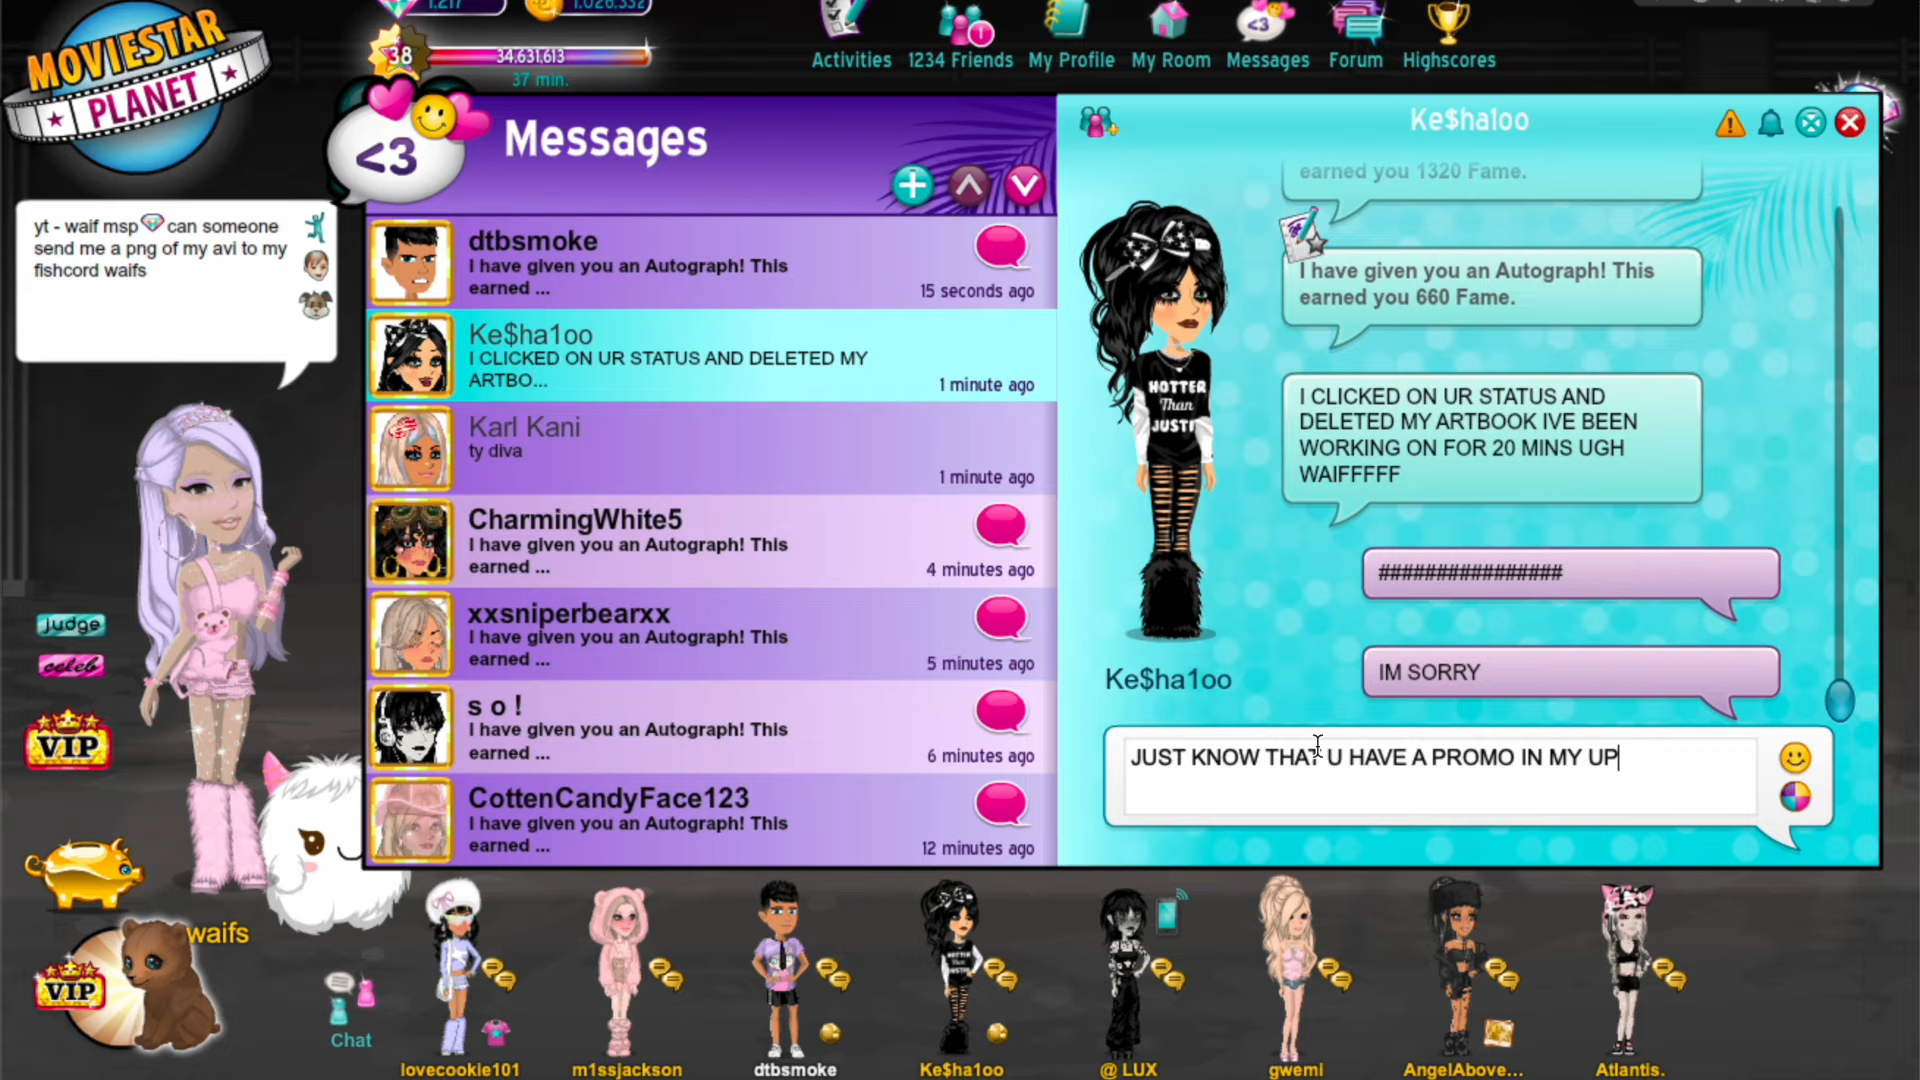 MOVIESTAR
PLANET
38
34.631.613
37 min.
Activities
1234 Friends
1
My Profile
My Room
<3
Messages
Forum
Highscores
yt - waif msp can someone
send me a png of my avi to my
fishcord waifs
judge
celeb
VIP
VIP
waifs
<3
Messages
dtbsmoke
I have given you an Autograph! This
earned ...
15 seconds ago
Ke$ha1oo
I CLICKED ON UR STATUS AND DELETED MY
ARTBO...
1 minute ago
Karl Kani
ty diva
1 minute ago
CharmingWhite5
I have given you an Autograph! This
earned ...
4 minutes ago
xxsniperbearxx
I have given you an Autograph! This
earned ...
5 minutes ago
s o !
I have given you an Autograph! This
earned ...
6 minutes ago
CottenCandyFace123
I have given you an Autograph! This
earned ...
12 minutes ago
Ke$ha1oo
earned you 1320 Fame.
I have given you an Autograph! This
earned you 660 Fame.
I CLICKED ON UR STATUS AND
DELETED MY ARTBOOK IVE BEEN
WORKING ON FOR 20 MINS UGH
WAIFFFFF
################
IM SORRY
HOTTER
Than
Ke$ha1oo
JUST KNOW THAT U HAVE A PROMO IN MY UP
Chat
lovecookie101
m1ssjackson
dtbsmoke
Ke$ha1oo
@ LUX
gwemi
AngelAbove...
Atlantis.